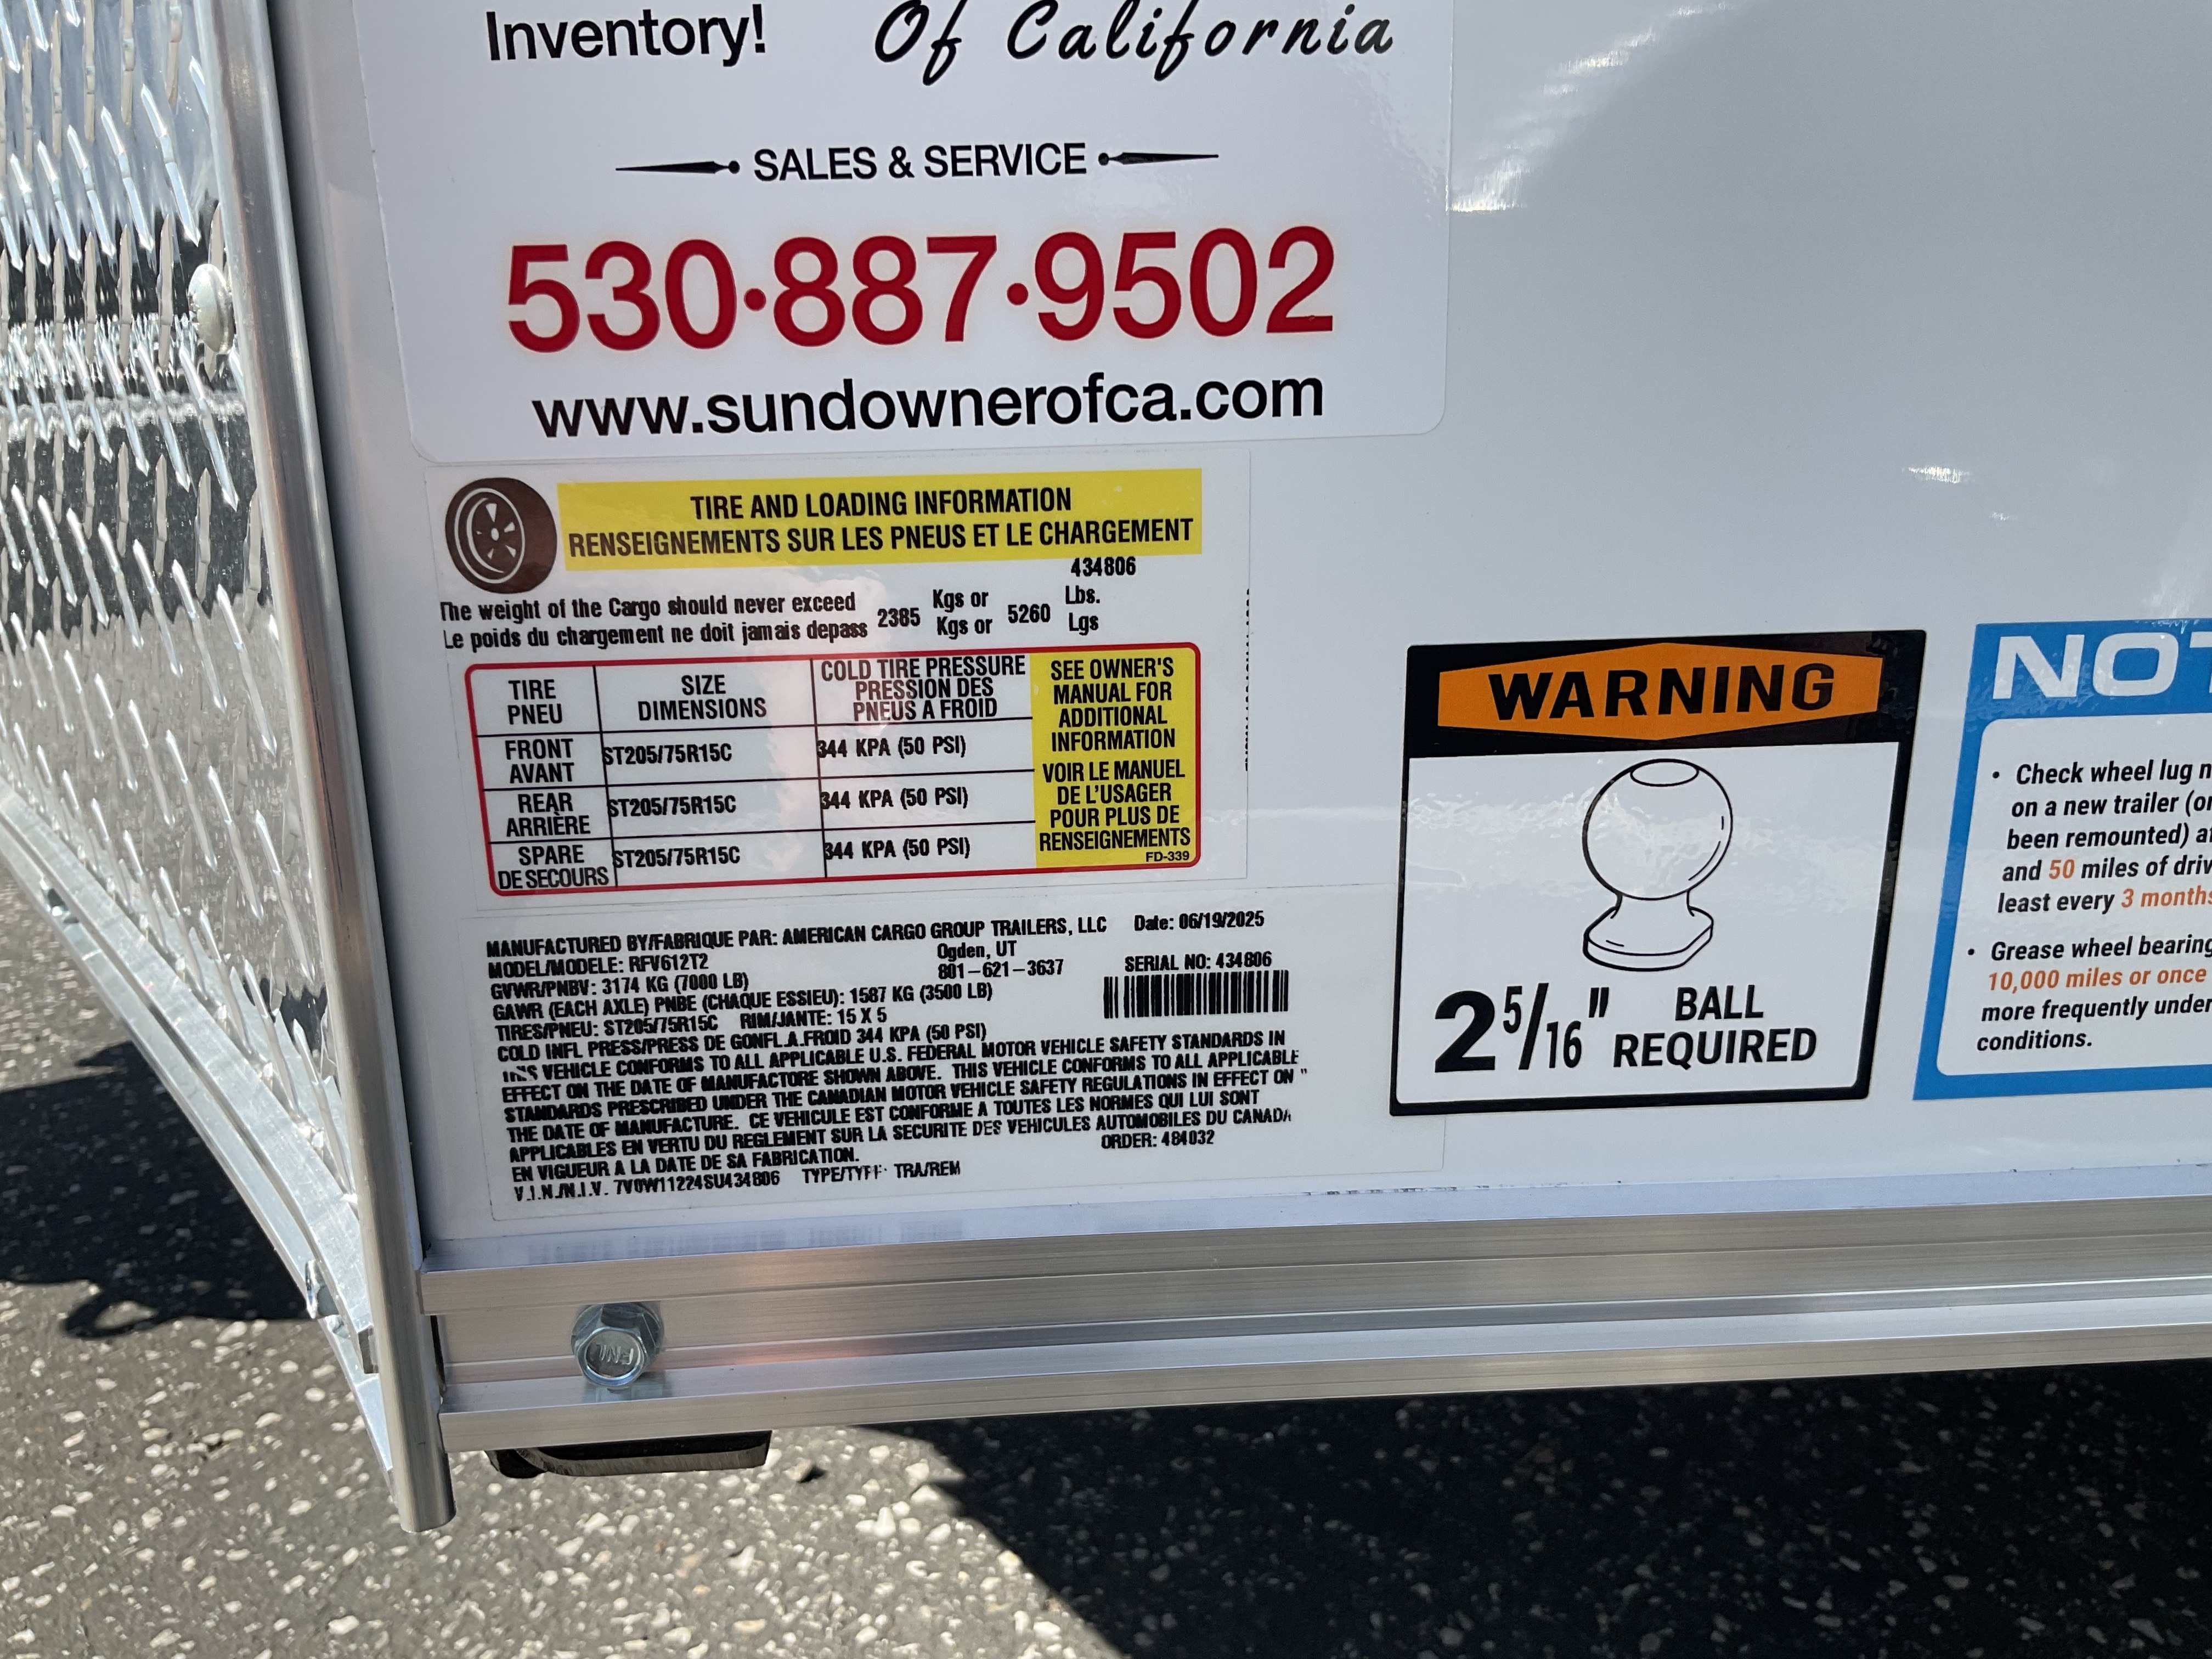 Inventory!
Of California
SALES & SERVICE
530·887·9502
www.sundownerofca.com
TIRE AND LOADING INFORMATION
RENSEIGNEMENTS SUR LES PNEUS ET LE CHARGEMENT
434806
The weight of the Cargo should never exceed 2385 Kgs or 5260 Lbs.
Le poids du chargement ne doit jamais depass Kgs or Lgs
TIRE
PNEU
SIZE
DIMENSIONS
COLD TIRE PRESSURE
PRESSION DES
PNEUS A FROID
FRONT
AVANT
ST205/75R15C
344 KPA (50 PSI)
REAR
ARRIÈRE
ST205/75R15C
344 KPA (50 PSI)
SPARE
DE SECOURS
ST205/75R15C
344 KPA (50 PSI)
SEE OWNER'S
MANUAL FOR
ADDITIONAL
INFORMATION
VOIR LE MANUEL
DE L'USAGER
POUR PLUS DE
RENSEIGNEMENTS
FD-339
MANUFACTURED BY/FABRIQUE PAR: AMERICAN CARGO GROUP TRAILERS, LLC Date: 06/19/2025
MODEL/MODELE: RFV612T2 Ogden, UT
GVWR/PNBV: 3174 KG (7000 LB) 801-621-3637 SERIAL NO: 434806
GAWR (EACH AXLE) PNBE (CHAQUE ESSIEU): 1587 KG (3500 LB)
TIRES/PNEU: ST205/75R15C RIM/JANTE: 15 X 5
COLD INFL PRESS/PRESS DE GONFL.A.FROID 344 KPA (50 PSI)
THIS VEHICLE CONFORMS TO ALL APPLICABLE U.S. FEDERAL MOTOR VEHICLE SAFETY STANDARDS IN
EFFECT ON THE DATE OF MANUFACTORE SHOWN ABOVE. THIS VEHICLE CONFORMS TO ALL APPLICABLE
STANDARDS PRESCRIBED UNDER THE CANADIAN MOTOR VEHICLE SAFETY REGULATIONS IN EFFECT ON "
THE DATE OF MANUFACTURE. CE VEHICULE EST CONFORME A TOUTES LES NORMES QUI LUI SONT
APPLICABLES EN VERTU DU REGLEMENT SUR LA SECURITE DES VEHICULES AUTOMOBILES DU CANADA
EN VIGUEUR A LA DATE DE SA FABRICATION. ORDER: 484032
V.I.N./N.I.V. 7V0W11224SU434806 TYPE/TYPE: TRA/REM
WARNING
2 5/16" BALL
REQUIRED
NOT
• Check wheel lug n
on a new trailer (or
been remounted) a
and 50 miles of driv
least every 3 months
• Grease wheel bearing
10,000 miles or once
more frequently under
conditions.
FNL